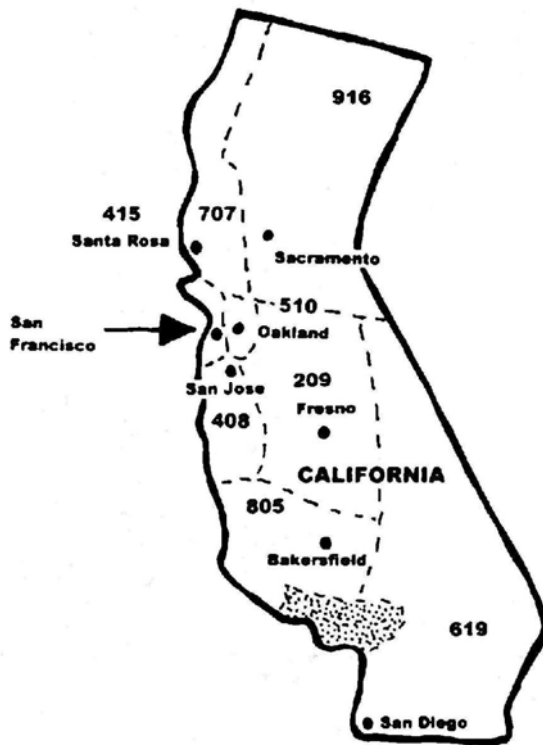 916
415
707
Santa Rosa
Sacramento
510
San
Francisco
Oakland
209
San Jose
Fresno
408
CALIFORNIA
805
Bakersfield
619
San Diego